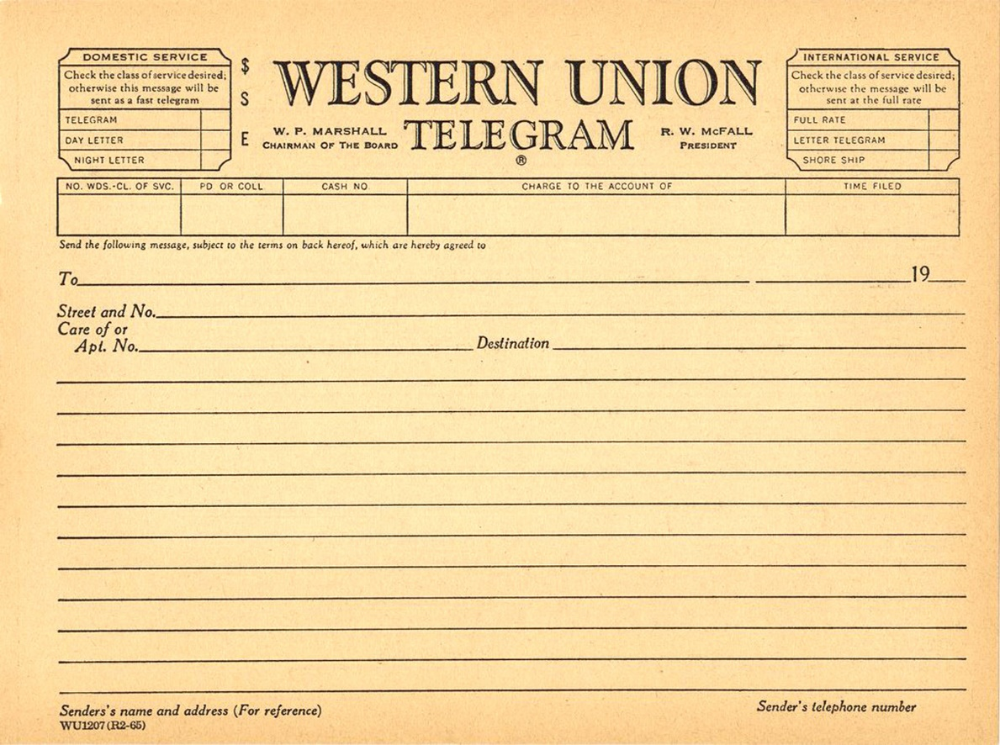 DOMESTIC SERVICE
Check the class of service desired;
otherwise this message will be
sent as a fast telegram
TELEGRAM
DAY LETTER
NIGHT LETTER
$
S
E
WESTERN UNION
TELEGRAM
®
W. P. MARSHALL
CHAIRMAN OF THE BOARD
R. W. McFALL
PRESIDENT
INTERNATIONAL SERVICE
Check the class of service desired;
otherwise the message will be
sent at the full rate
FULL RATE
LETTER TELEGRAM
SHORE SHIP
NO. WDS.-CL. OF SVC. PD OR COLL CASH NO. CHARGE TO THE ACCOUNT OF TIME FILED
Send the following message, subject to the terms on back hereof, which are hereby agreed to
To 19
Street and No.
Care of or
Apt. No. Destination
Senders's name and address (For reference) Sender's telephone number
WU1207 (R2-65)